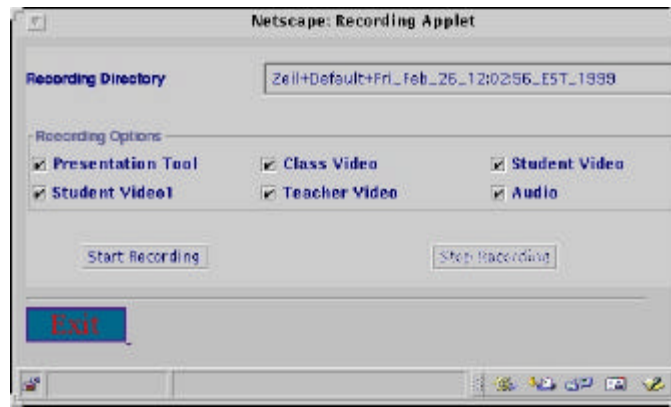 Netscape: Recording Applet
Recording Directory Zeil+Default+Fri_Feb_26_12:02:56_EST_1999
Recording Options
Presentation Tool Class Video Student Video
Student Video1 Teacher Video Audio
Start Recording Stop Recording
Exit